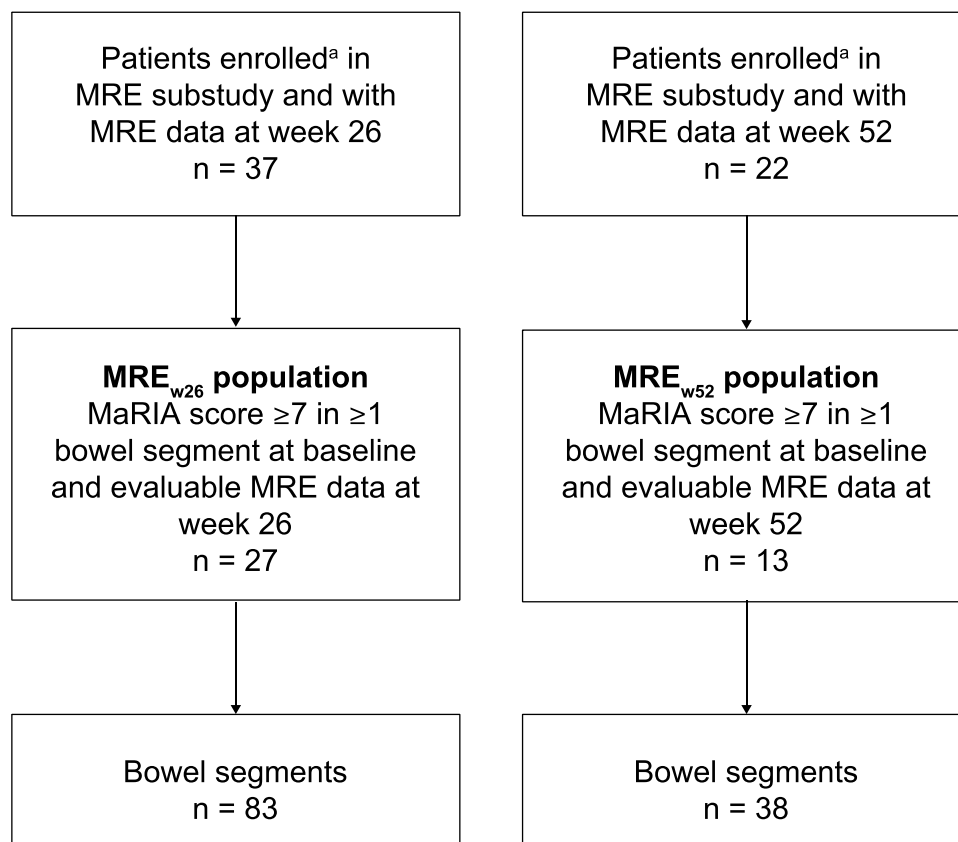 Patients enrolledᵃ in
MRE substudy and with
MRE data at week 26
n = 37
MRE_w26 population
MaRIA score ≥7 in ≥1
bowel segment at baseline
and evaluable MRE data at
week 26
n = 27
Bowel segments
n = 83
Patients enrolledᵃ in
MRE substudy and with
MRE data at week 52
n = 22
MRE_w52 population
MaRIA score ≥7 in ≥1
bowel segment at baseline
and evaluable MRE data at
week 52
n = 13
Bowel segments
n = 38